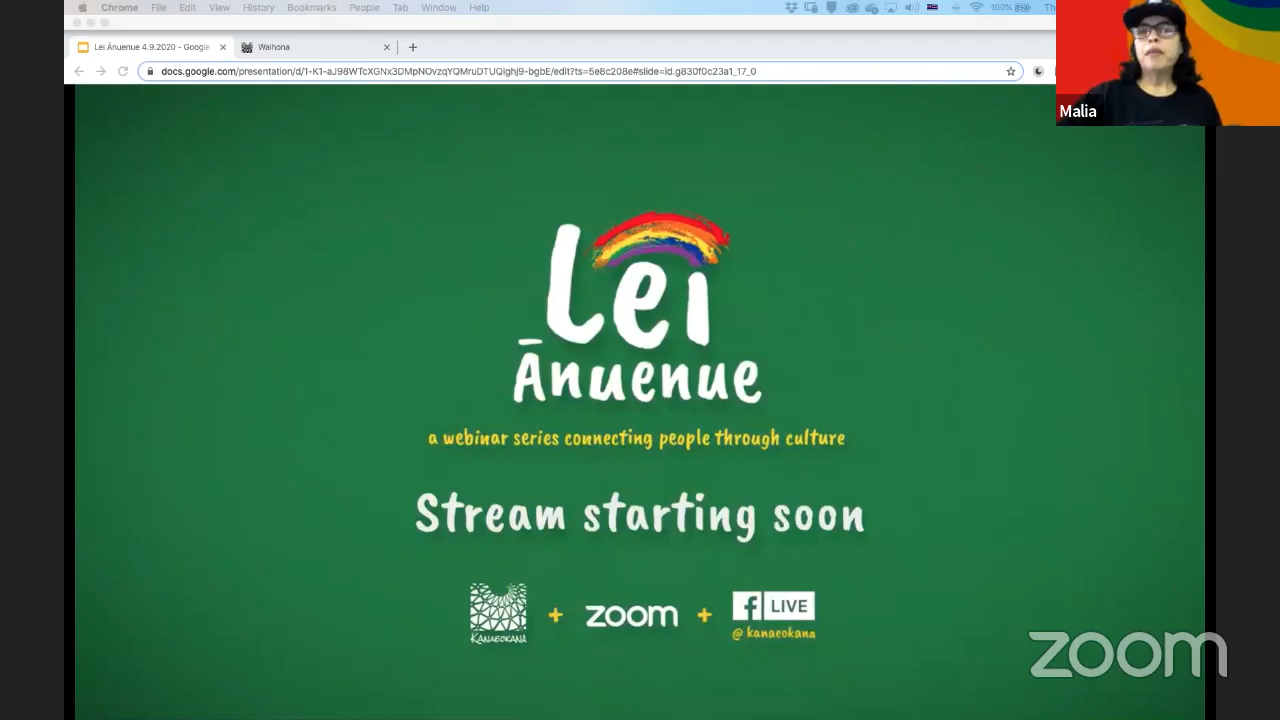 Chrome File Edit View History Bookmarks People Tab Window Help 160% Th
Lei Ānuenue 4.9.2020 - Google
Waihona
docs.google.com/presentation/d/1-K1-aJ98WTcXGNx3DMpNOvzqYQMruDTUQighj9-bgbE/edit?ts=5e8c208e#slide=id.g830f0c23a1_17_0
Malia
Lei
Ānuenue
a webinar series connecting people through culture
Stream starting soon
KANAEOKANA + zoom + f LIVE
@kanaeokana
zoom